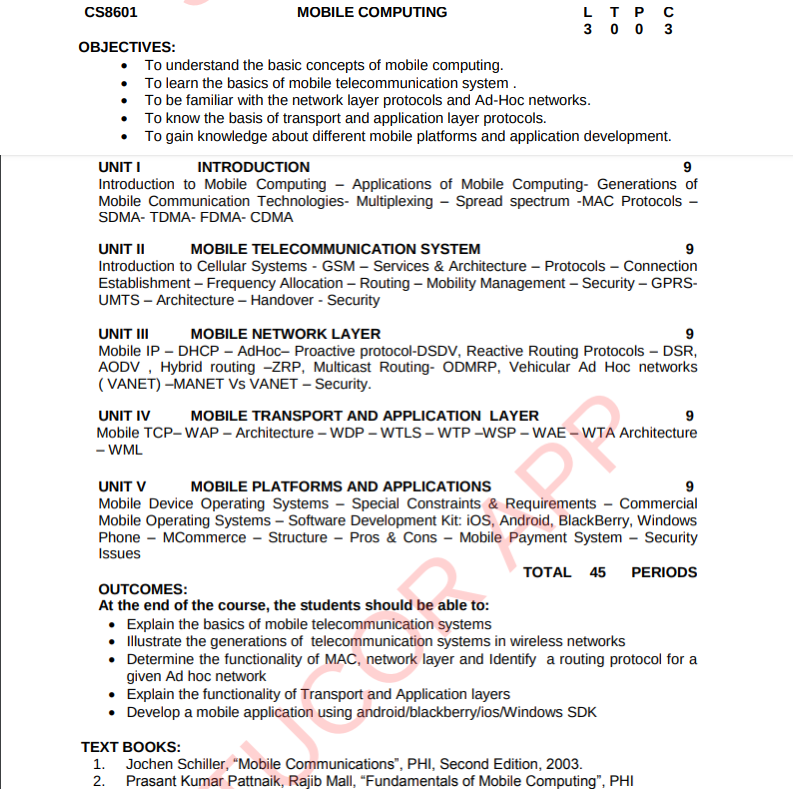 CS8601 MOBILE COMPUTING L T P C
3 0 0 3
OBJECTIVES:
• To understand the basic concepts of mobile computing.
• To learn the basics of mobile telecommunication system .
• To be familiar with the network layer protocols and Ad-Hoc networks.
• To know the basis of transport and application layer protocols.
• To gain knowledge about different mobile platforms and application development.
UNIT I INTRODUCTION 9
Introduction to Mobile Computing – Applications of Mobile Computing- Generations of
Mobile Communication Technologies- Multiplexing – Spread spectrum -MAC Protocols –
SDMA- TDMA- FDMA- CDMA
UNIT II MOBILE TELECOMMUNICATION SYSTEM 9
Introduction to Cellular Systems - GSM – Services & Architecture – Protocols – Connection
Establishment – Frequency Allocation – Routing – Mobility Management – Security – GPRS-
UMTS – Architecture – Handover - Security
UNIT III MOBILE NETWORK LAYER 9
Mobile IP – DHCP – AdHoc– Proactive protocol-DSDV, Reactive Routing Protocols – DSR,
AODV , Hybrid routing –ZRP, Multicast Routing- ODMRP, Vehicular Ad Hoc networks
( VANET) –MANET Vs VANET – Security.
UNIT IV MOBILE TRANSPORT AND APPLICATION LAYER 9
Mobile TCP– WAP – Architecture – WDP – WTLS – WTP –WSP – WAE – WTA Architecture
– WML
UNIT V MOBILE PLATFORMS AND APPLICATIONS 9
Mobile Device Operating Systems – Special Constraints & Requirements – Commercial
Mobile Operating Systems – Software Development Kit: iOS, Android, BlackBerry, Windows
Phone – MCommerce – Structure – Pros & Cons – Mobile Payment System – Security
Issues
TOTAL 45 PERIODS
OUTCOMES:
At the end of the course, the students should be able to:
• Explain the basics of mobile telecommunication systems
• Illustrate the generations of telecommunication systems in wireless networks
• Determine the functionality of MAC, network layer and Identify a routing protocol for a
given Ad hoc network
• Explain the functionality of Transport and Application layers
• Develop a mobile application using android/blackberry/ios/Windows SDK
TEXT BOOKS:
1. Jochen Schiller, “Mobile Communications”, PHI, Second Edition, 2003.
2. Prasant Kumar Pattnaik, Rajib Mall, “Fundamentals of Mobile Computing”, PHI
TUCOR APP